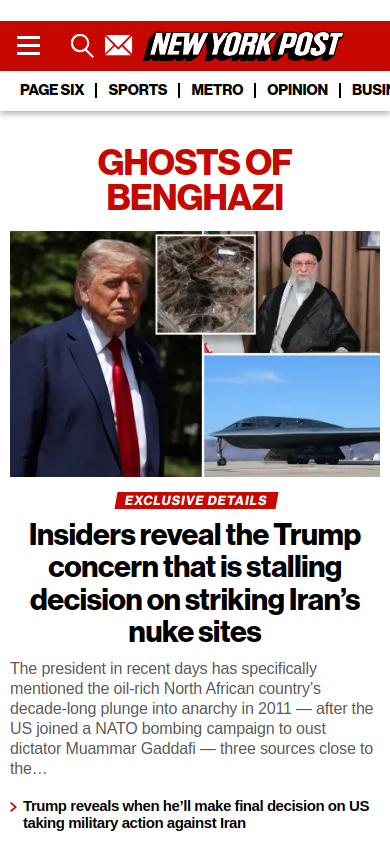 NEW YORK POST
PAGE SIX
SPORTS
METRO
OPINION
BUSIN
GHOSTS OF
BENGHAZI
EXCLUSIVE DETAILS
Insiders reveal the Trump
concern that is stalling
decision on striking Iran’s
nuke sites
The president in recent days has specifically
mentioned the oil-rich North African country’s
decade-long plunge into anarchy in 2011 — after the
US joined a NATO bombing campaign to oust
dictator Muammar Gaddafi — three sources close to
the…
Trump reveals when he’ll make final decision on US
taking military action against Iran